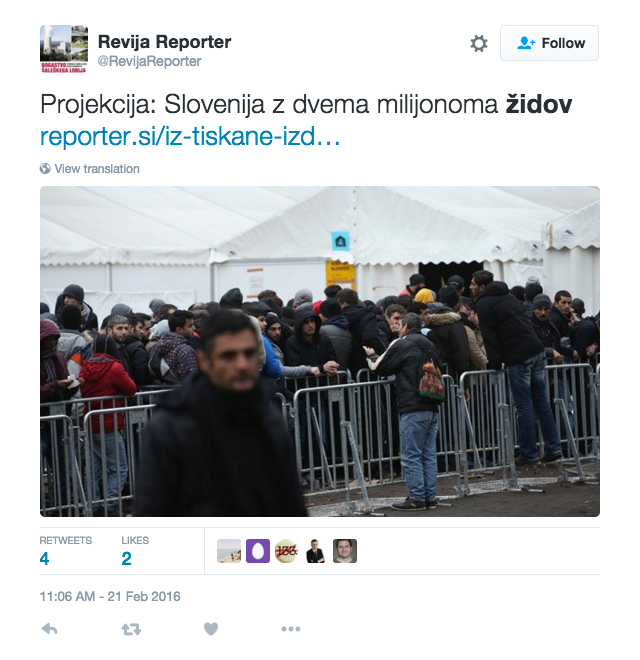 Revija Reporter
@RevijaReporter
Follow
Projekcija: Slovenija z dvema milijonoma židov
reporter.si/iz-tiskane-izd…
View translation
RETWEETS
LIKES
4
2
11:06 AM - 21 Feb 2016